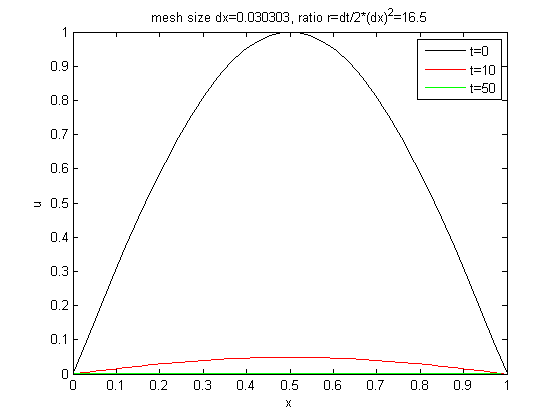 mesh size dx=0.030303, ratio r=dt/2*(dx)²=16.5
t=0
t=10
t=50
1
0.9
0.8
0.7
0.6
0.5
0.4
0.3
0.2
0.1
0
u
0 0.1 0.2 0.3 0.4 0.5 0.6 0.7 0.8 0.9 1
x